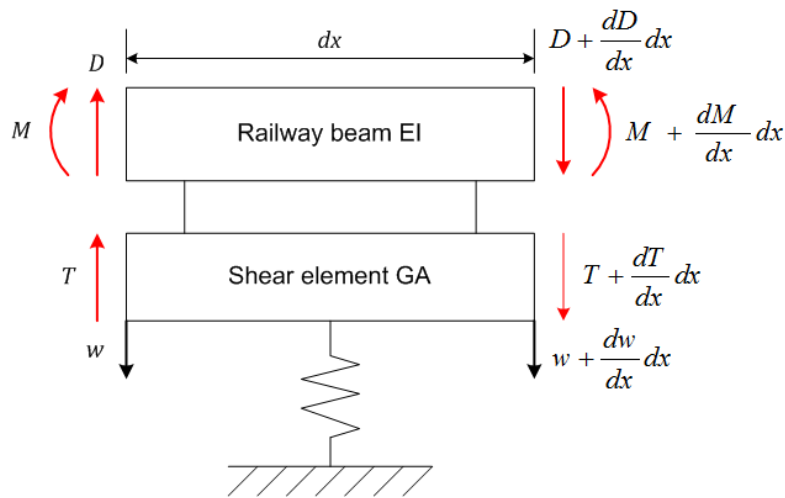 dx
D
D + dD/dx dx
M
Railway beam EI
M + dM/dx dx
T
Shear element GA
T + dT/dx dx
w
w + dw/dx dx